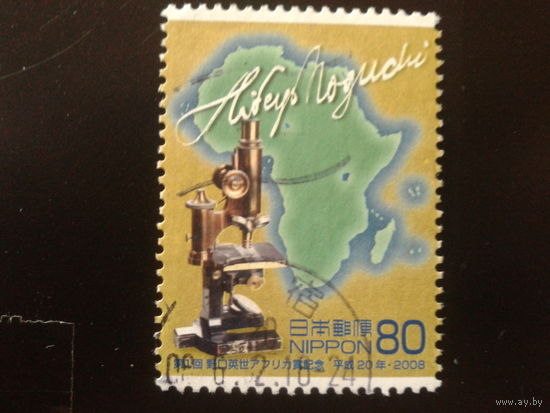 Hideyo Noguchi
日本郵便 80
NIPPON
第1回 野口英世アフリカ賞記念 平成20年・2008
www.ay.by